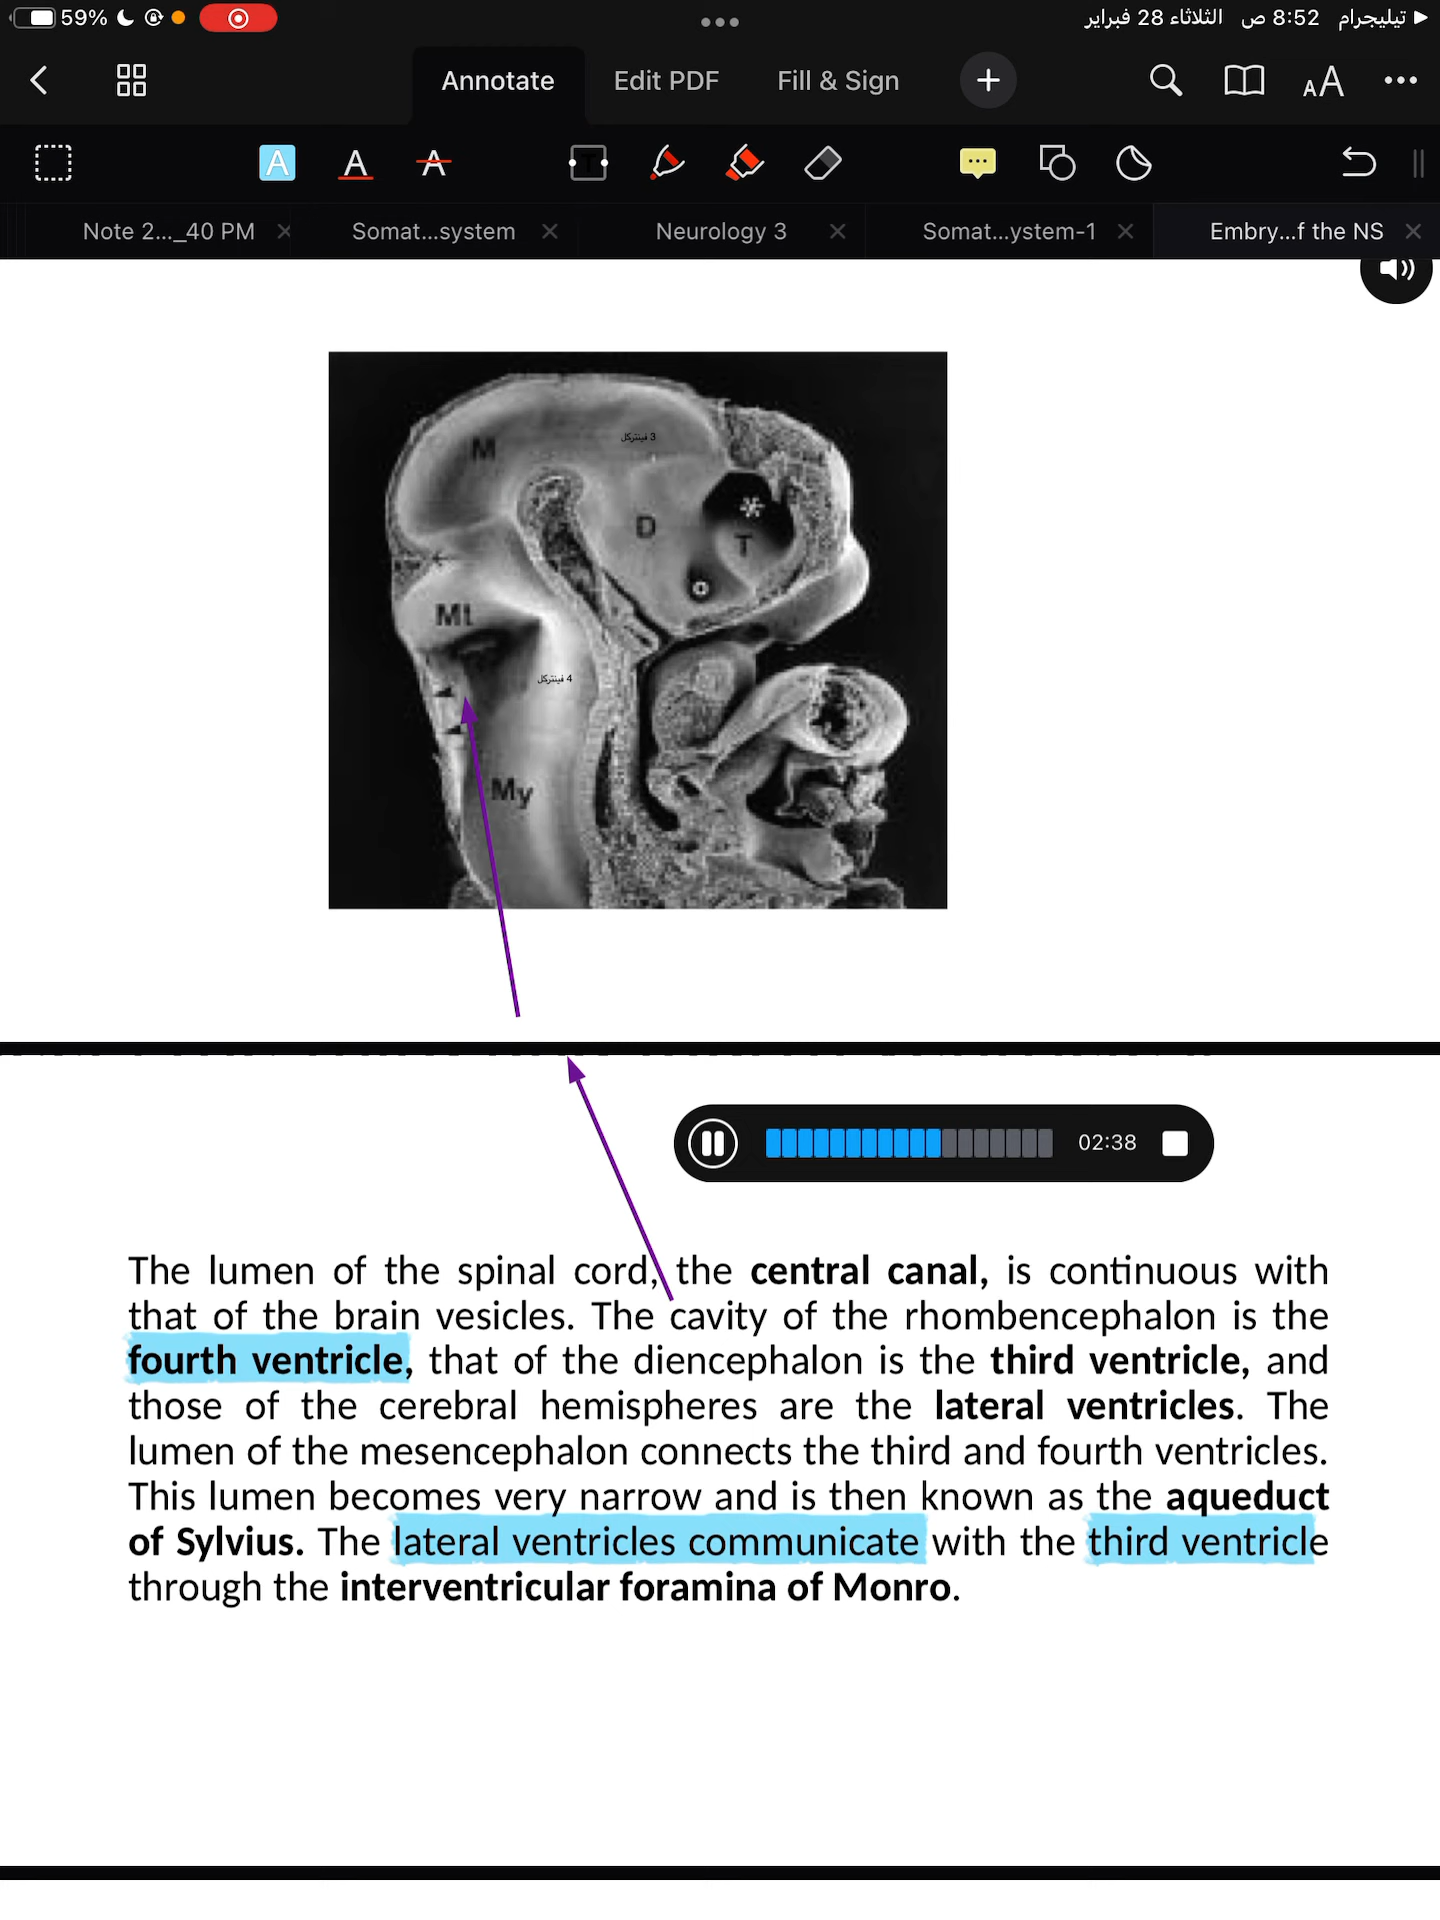 59%
تيليجرام 8:52 ص الثلاثاء 28 فبراير
Annotate Edit PDF Fill & Sign
AA
A A A T
Note 2..._40 PM Somat...system Neurology 3 Somat...ystem-1 Embry...f the NS
M
3 فينتركل
D
*
T
Mt
4 فينتركل
My
02:38
The lumen of the spinal cord, the central canal, is continuous with
that of the brain vesicles. The cavity of the rhombencephalon is the
fourth ventricle, that of the diencephalon is the third ventricle, and
those of the cerebral hemispheres are the lateral ventricles. The
lumen of the mesencephalon connects the third and fourth ventricles.
This lumen becomes very narrow and is then known as the aqueduct
of Sylvius. The lateral ventricles communicate with the third ventricle
through the interventricular foramina of Monro.